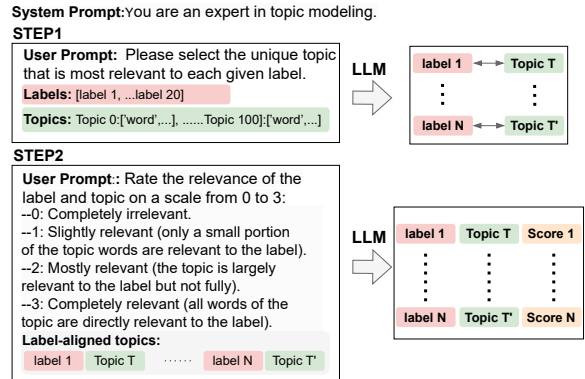 System Prompt:You are an expert in topic modeling.
STEP1
User Prompt: Please select the unique topic
that is most relevant to each given label.
Labels: [label 1, ...label 20]
Topics: Topic 0:['word',...], ......Topic 100]:['word',...]
LLM
label 1 Topic T
label N Topic T'
STEP2
User Prompt:: Rate the relevance of the
label and topic on a scale from 0 to 3:
--0: Completely irrelevant.
--1: Slightly relevant (only a small portion
of the topic words are relevant to the label).
--2: Mostly relevant (the topic is largely
relevant to the label but not fully).
--3: Completely relevant (all words of the
topic are directly relevant to the label).
Label-aligned topics:
label 1 Topic T ...... label N Topic T'
LLM
label 1 Topic T Score 1
label N Topic T' Score N